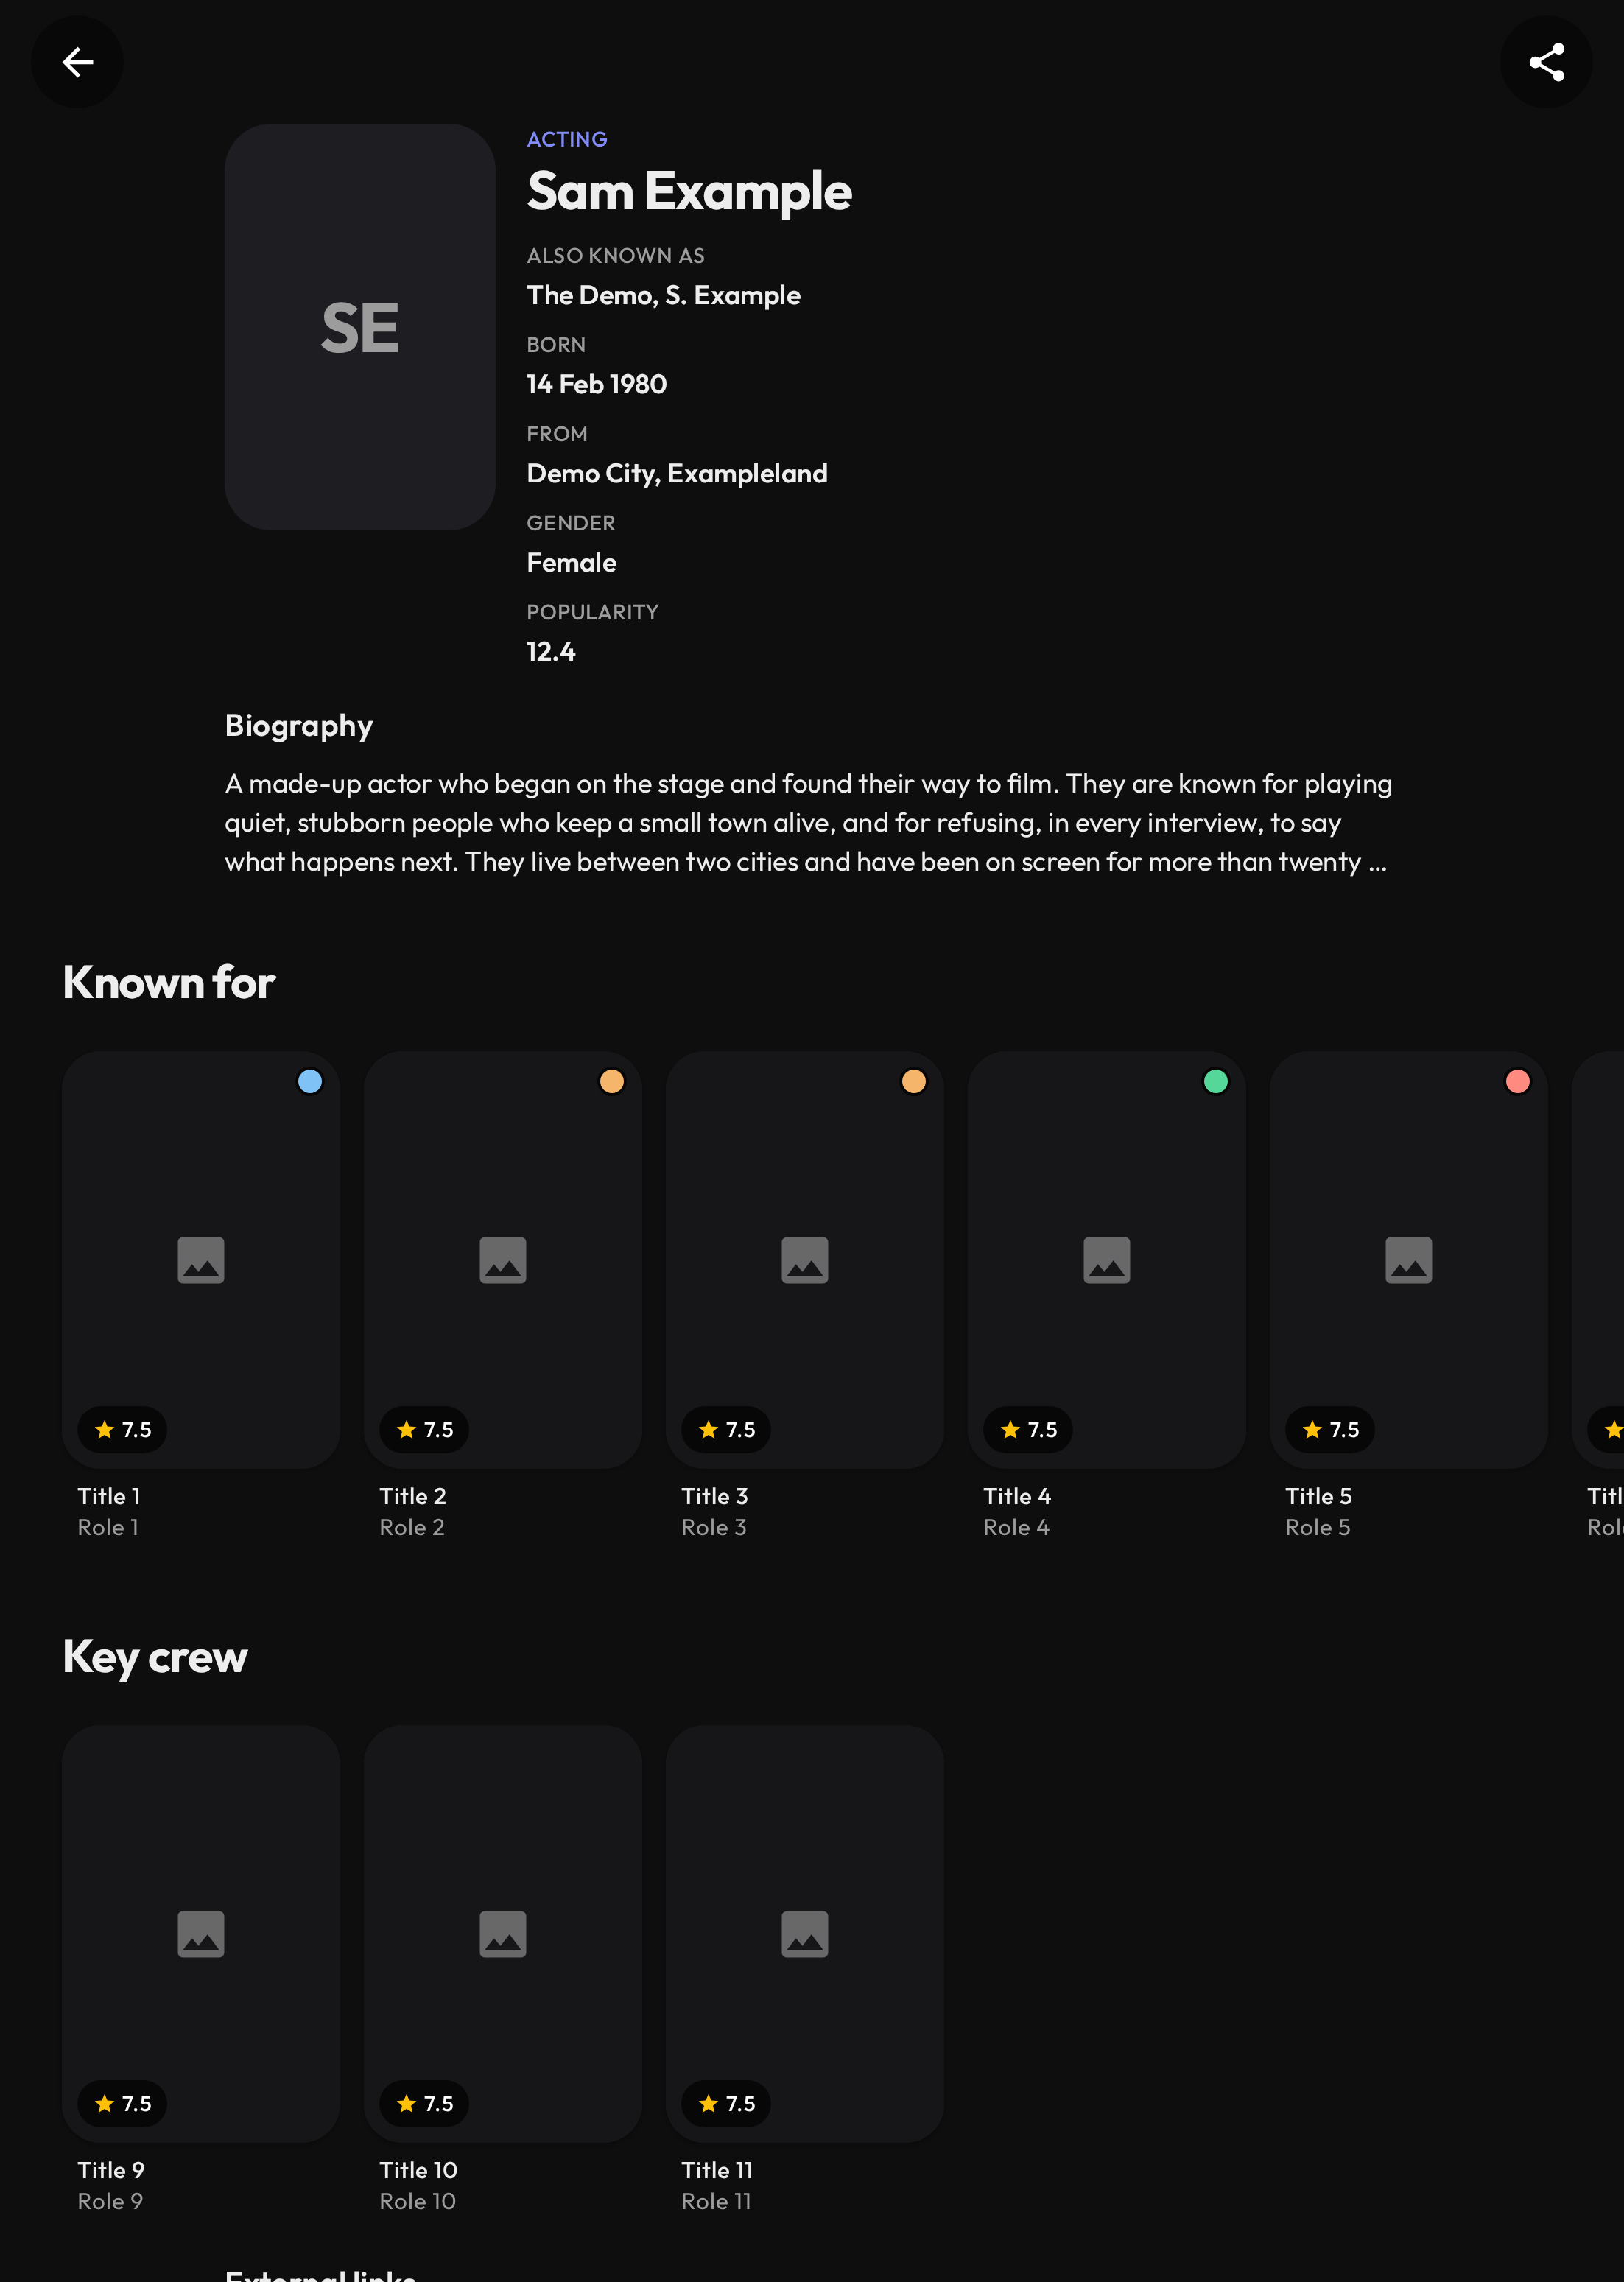 ACTING
Sam Example
SE
ALSO KNOWN AS
The Demo, S. Example
BORN
14 Feb 1980
FROM
Demo City, Exampleland
GENDER
Female
POPULARITY
12.4
Biography
A made-up actor who began on the stage and found their way to film. They are known for playing
quiet, stubborn people who keep a small town alive, and for refusing, in every interview, to say
what happens next. They live between two cities and have been on screen for more than twenty ...
Known for
7.5 7.5 7.5 7.5 7.5
Title 1 Title 2 Title 3 Title 4 Title 5
Role 1 Role 2 Role 3 Role 4 Role 5
Key crew
7.5 7.5 7.5
Title 9 Title 10 Title 11
Role 9 Role 10 Role 11
External links